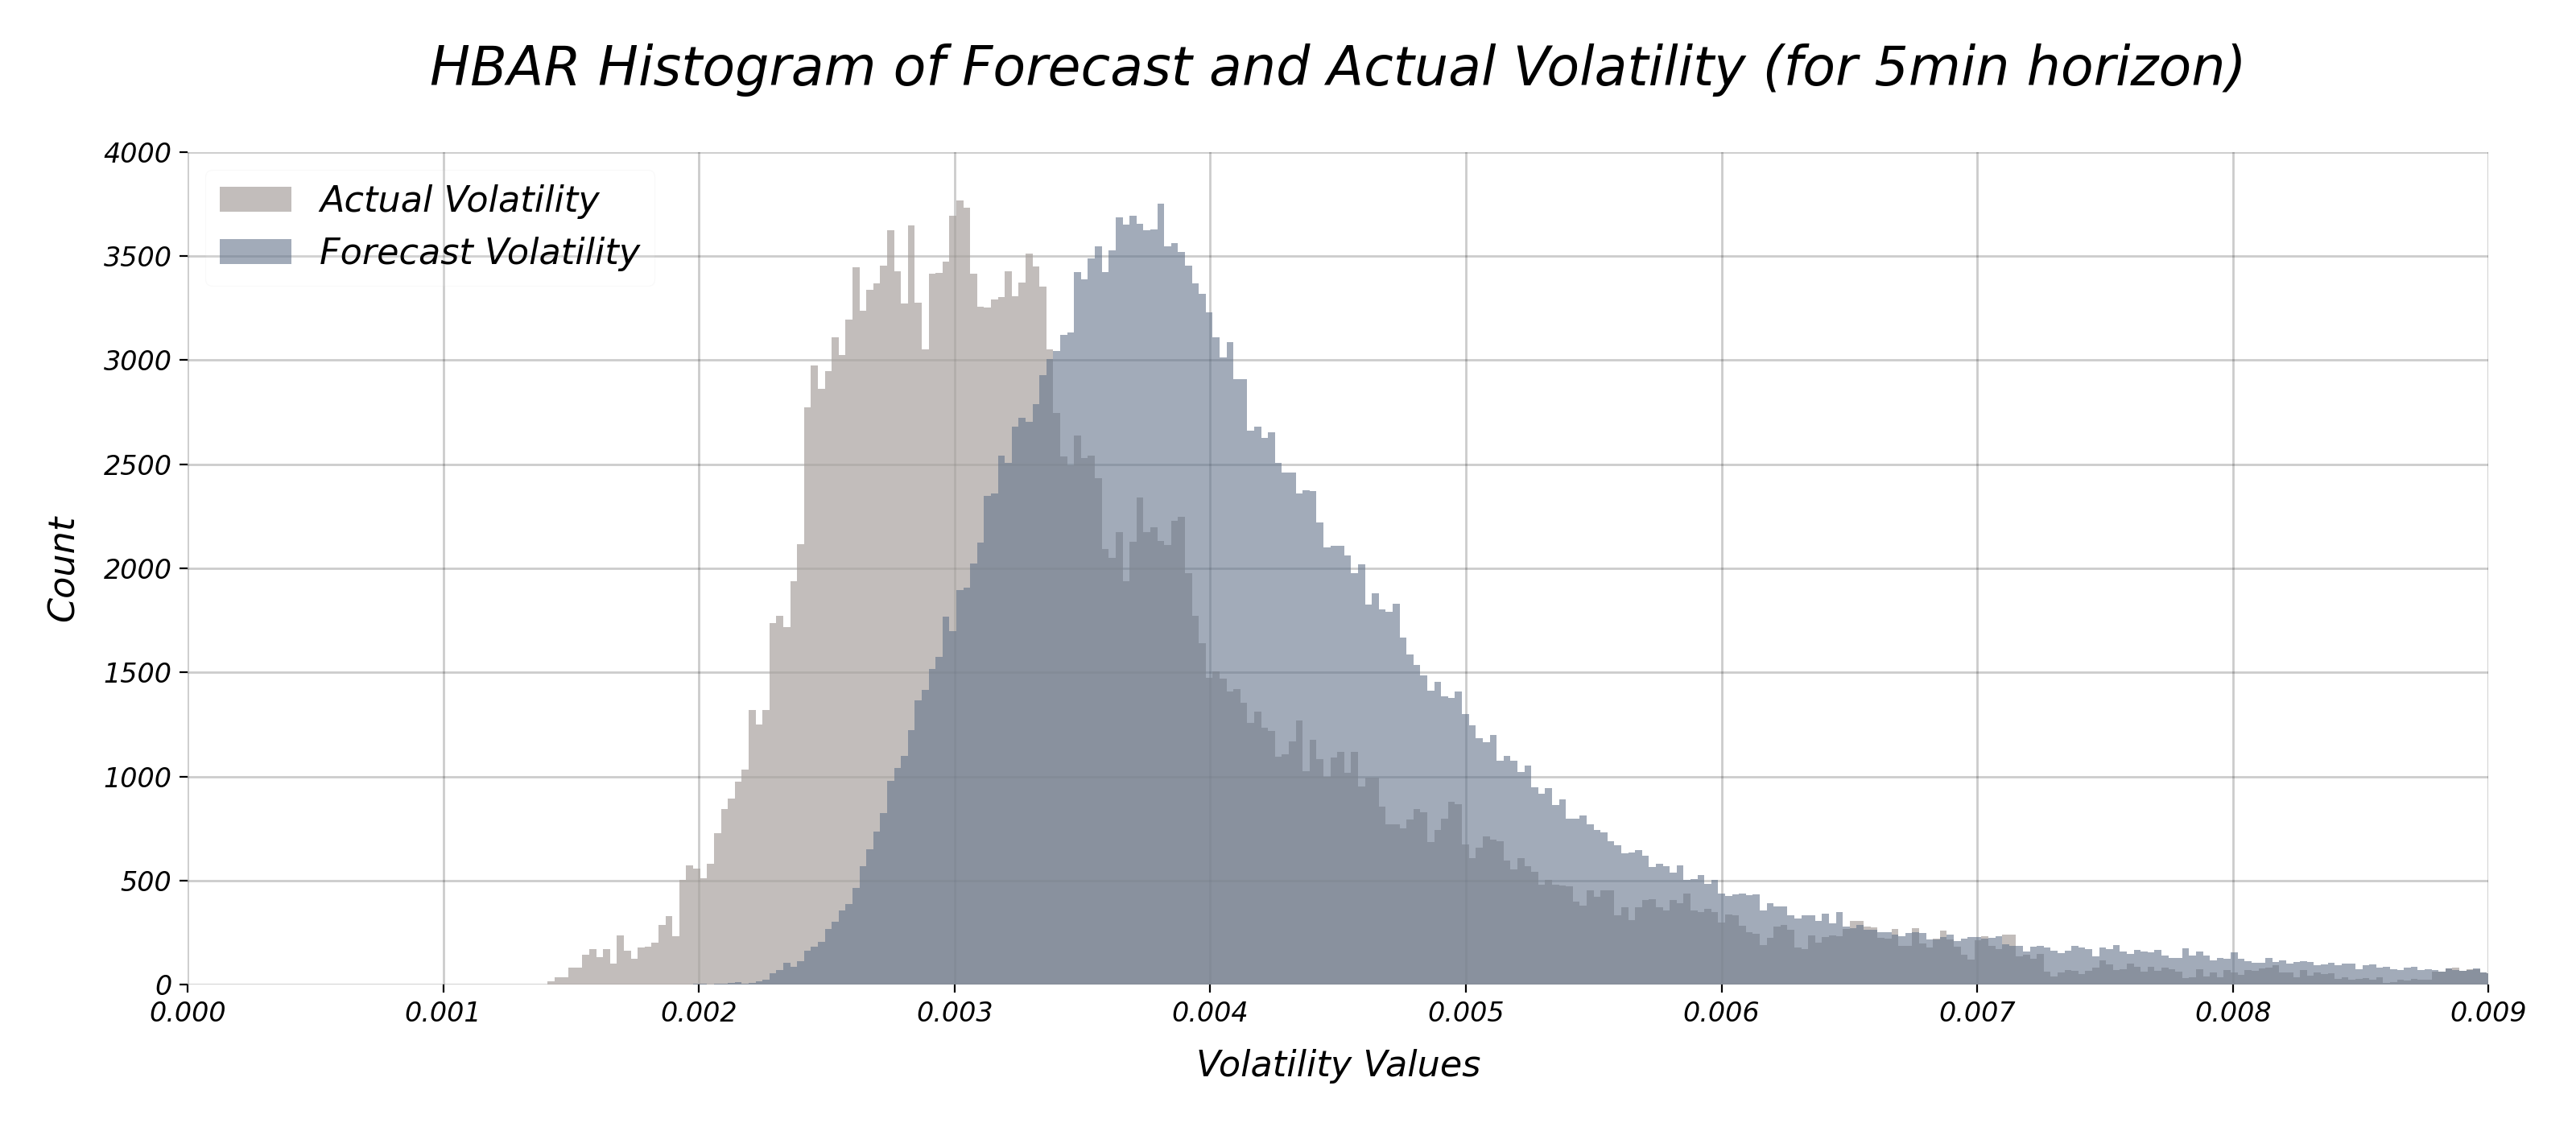 HBAR Histogram of Forecast and Actual Volatility (for 5min horizon)
4000
Actual Volatility
3500
Forecast Volatility
3000
2500
Count
2000
1500
1000
500
0
0.000 0.001 0.002 0.003 0.004 0.005 0.006 0.007 0.008 0.009
Volatility Values